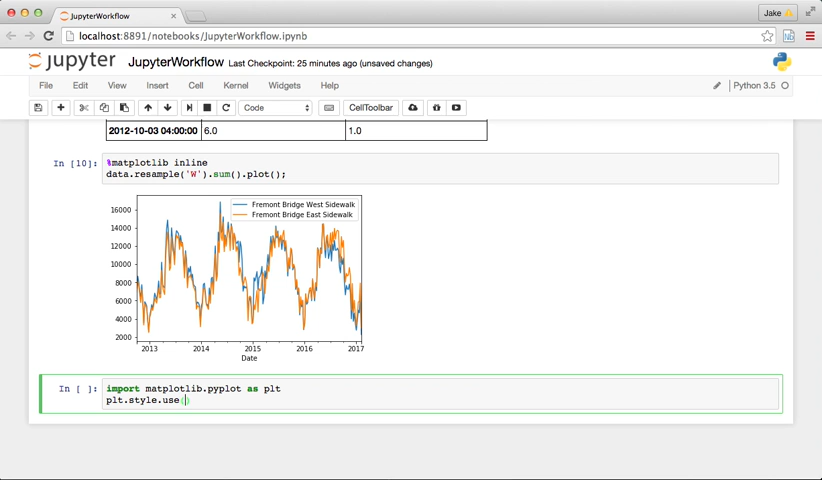 JupyterWorkflow
Jake
localhost:8891/notebooks/JupyterWorkflow.ipynb
jupyter JupyterWorkflow Last Checkpoint: 25 minutes ago (unsaved changes)
File Edit View Insert Cell Kernel Widgets Help
Python 3.5
Code
CellToolbar
2012-10-03 04:00:00 6.0 1.0
In [10]: %matplotlib inline
data.resample('W').sum().plot();
Fremont Bridge West Sidewalk
Fremont Bridge East Sidewalk
16000
14000
12000
10000
8000
6000
4000
2000
2013 2014 2015 2016 2017
Date
In [ ]: import matplotlib.pyplot as plt
plt.style.use()